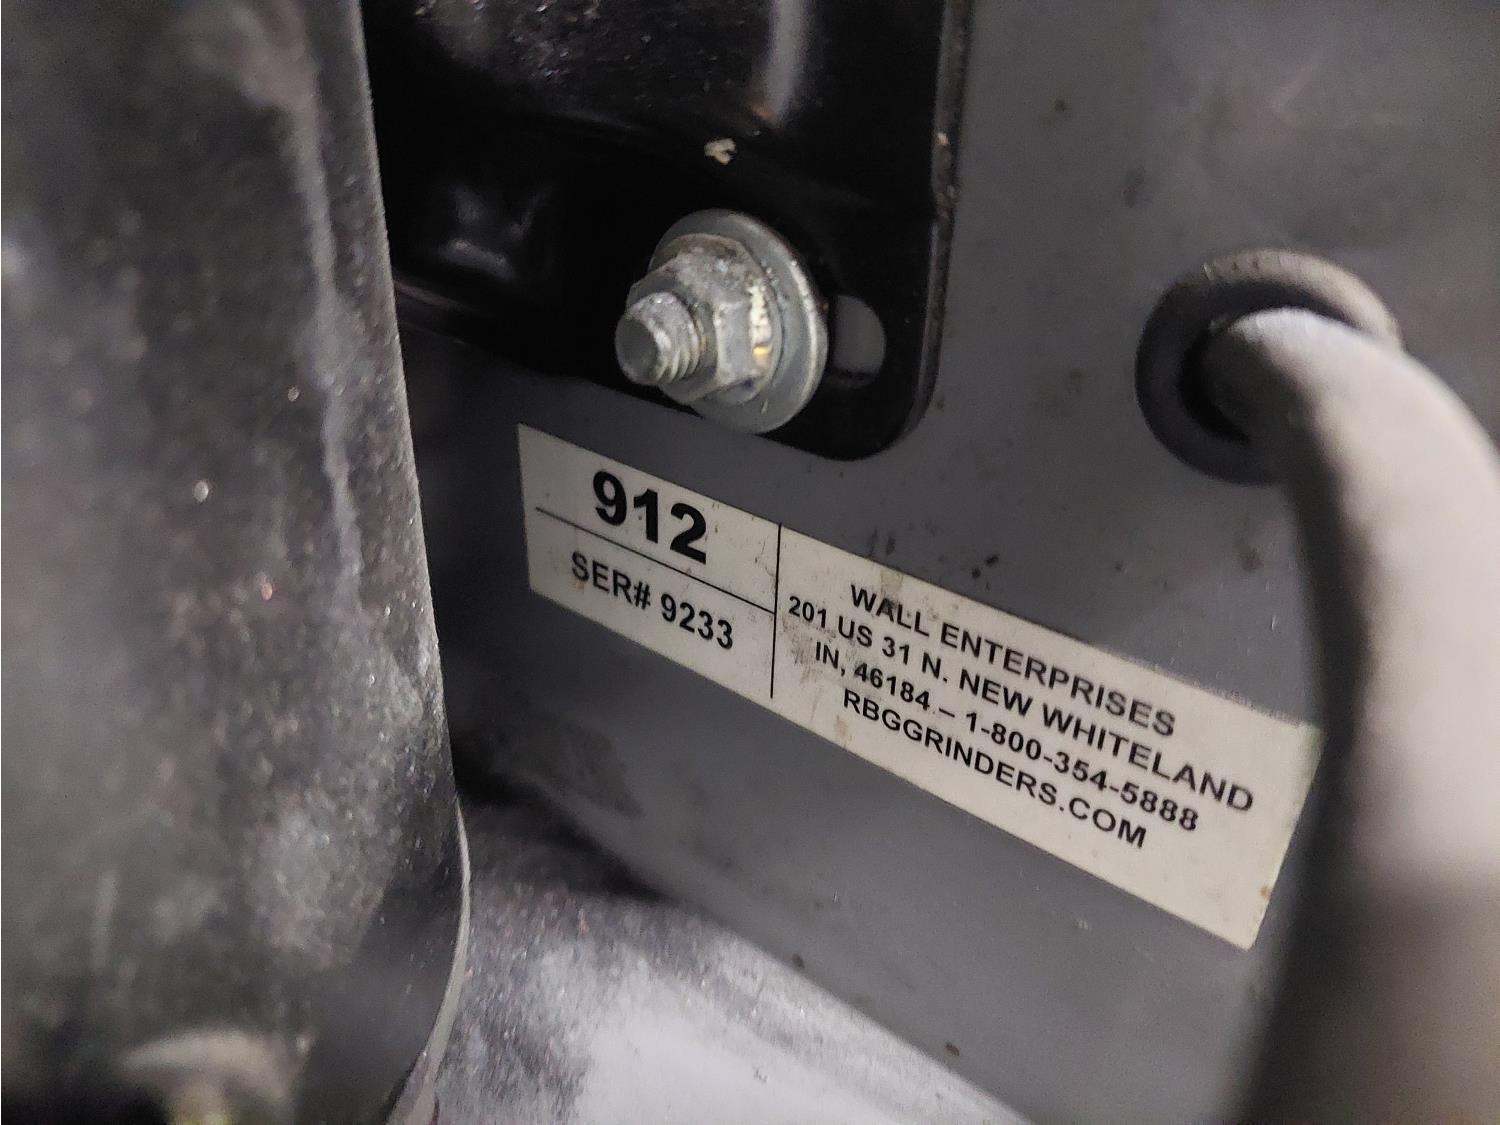 912
SER# 9233
WALL ENTERPRISES
201 US 31 N. NEW WHITELAND
IN, 46184 – 1-800-354-5888
RBGGRINDERS.COM